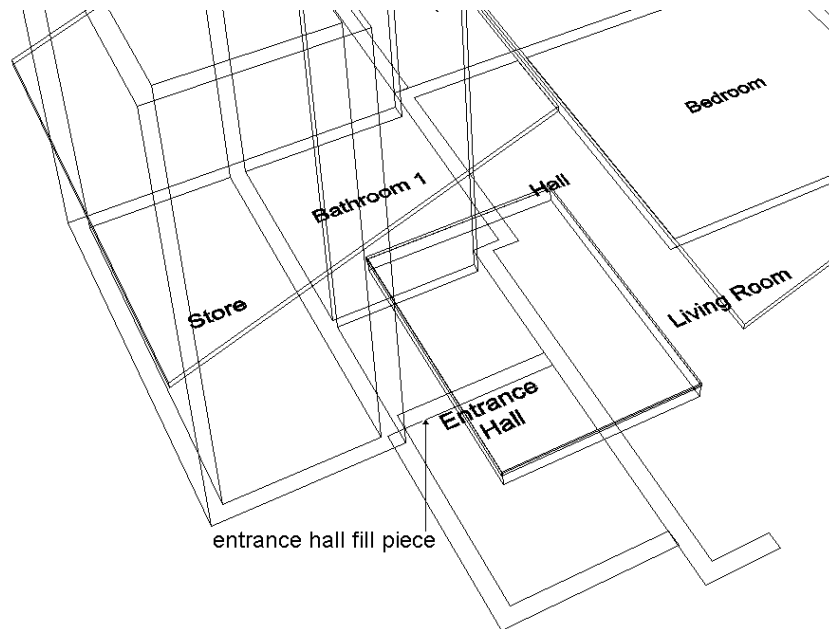 Bedroom
Hall
Bathroom 1
Living Room
Store
Entrance
Hall
entrance hall fill piece